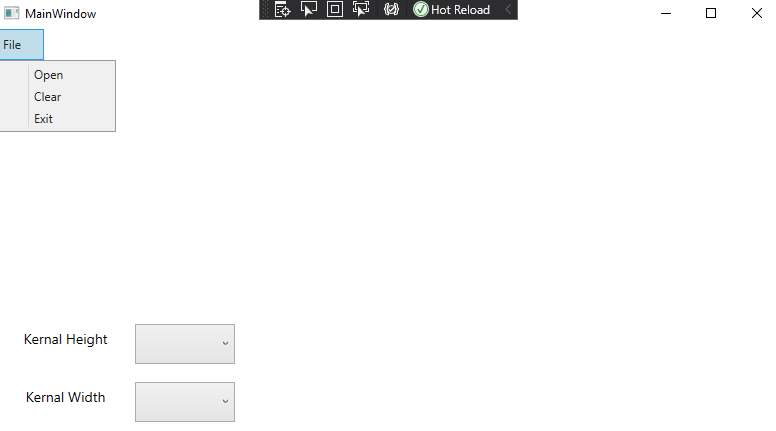 MainWindow
Hot Reload
File
Open
Clear
Exit
Kernal Height
Kernal Width